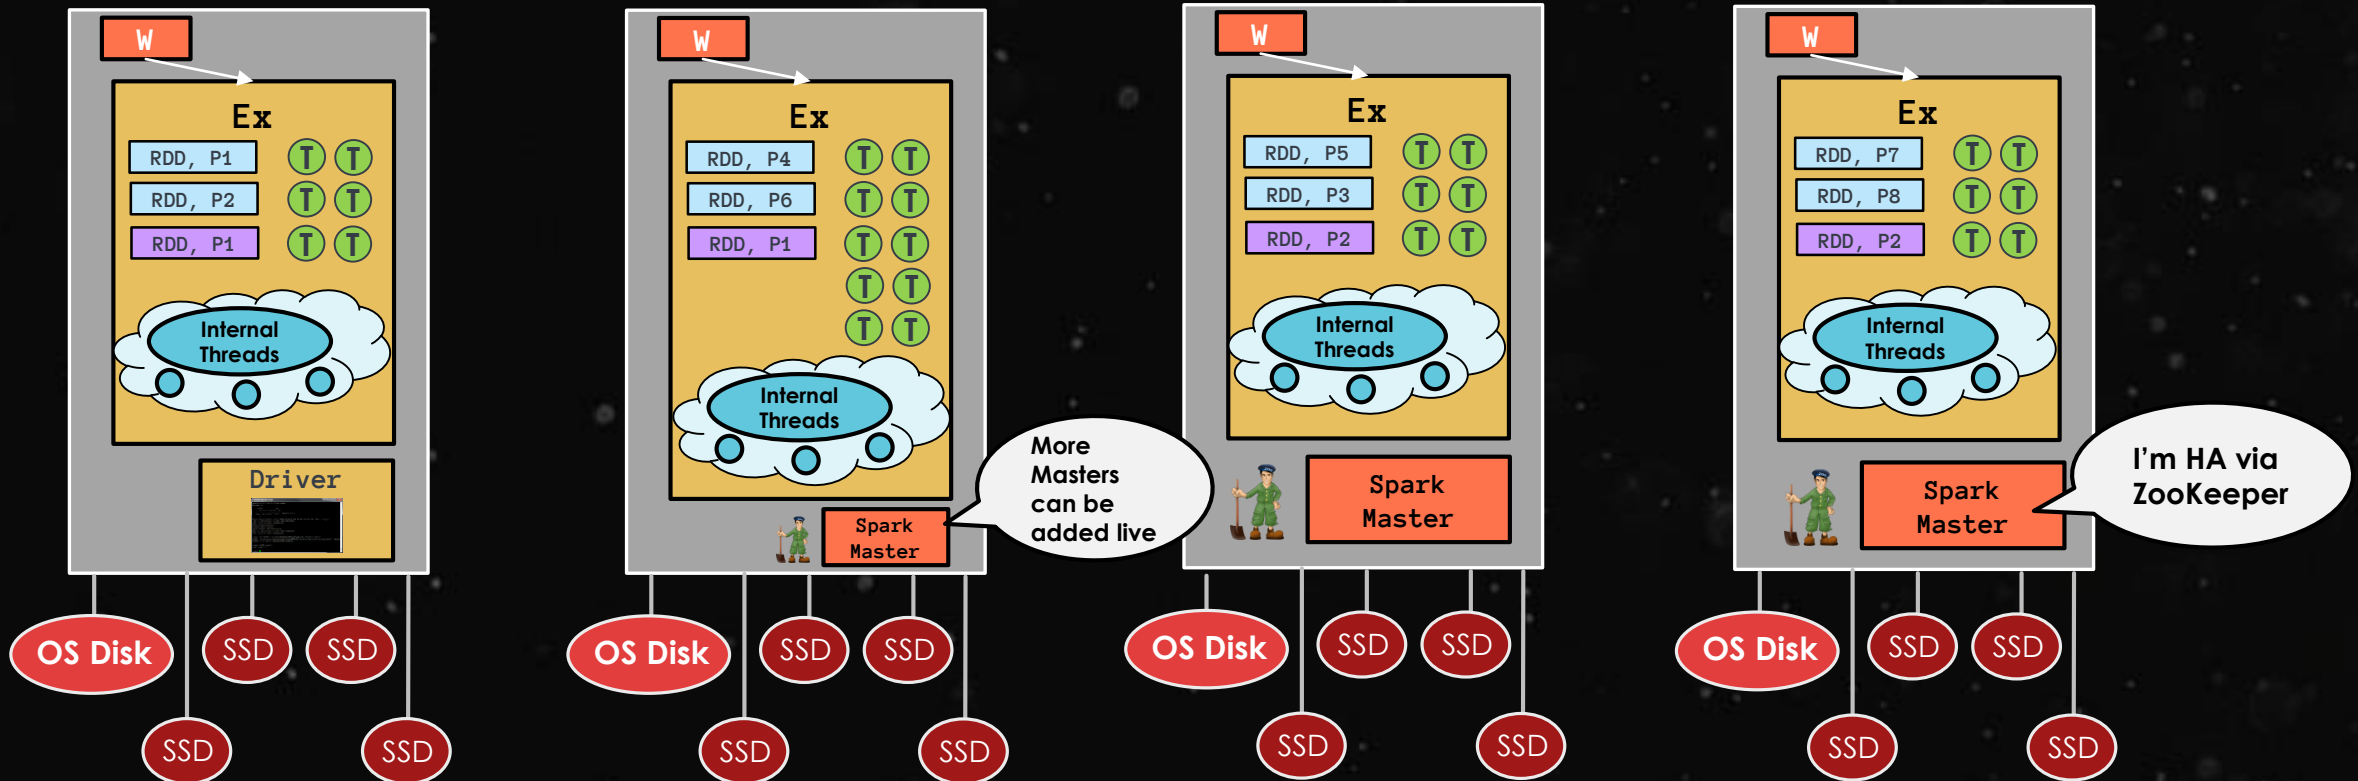 W
Ex
RDD, P1
T T
RDD, P2
T T
RDD, P1
T T
Internal
Threads
Driver
OS Disk
SSD
SSD
SSD
SSD
W
Ex
RDD, P4
T T
RDD, P6
T T
RDD, P1
T T
T T
T T
Internal
Threads
Spark
Master
More
Masters
can be
added live
OS Disk
SSD
SSD
SSD
SSD
W
Ex
RDD, P5
T T
RDD, P3
T T
RDD, P2
T T
Internal
Threads
Spark
Master
OS Disk
SSD
SSD
SSD
SSD
W
Ex
RDD, P7
T T
RDD, P8
T T
RDD, P2
T T
Internal
Threads
Spark
Master
I'm HA via
ZooKeeper
OS Disk
SSD
SSD
SSD
SSD